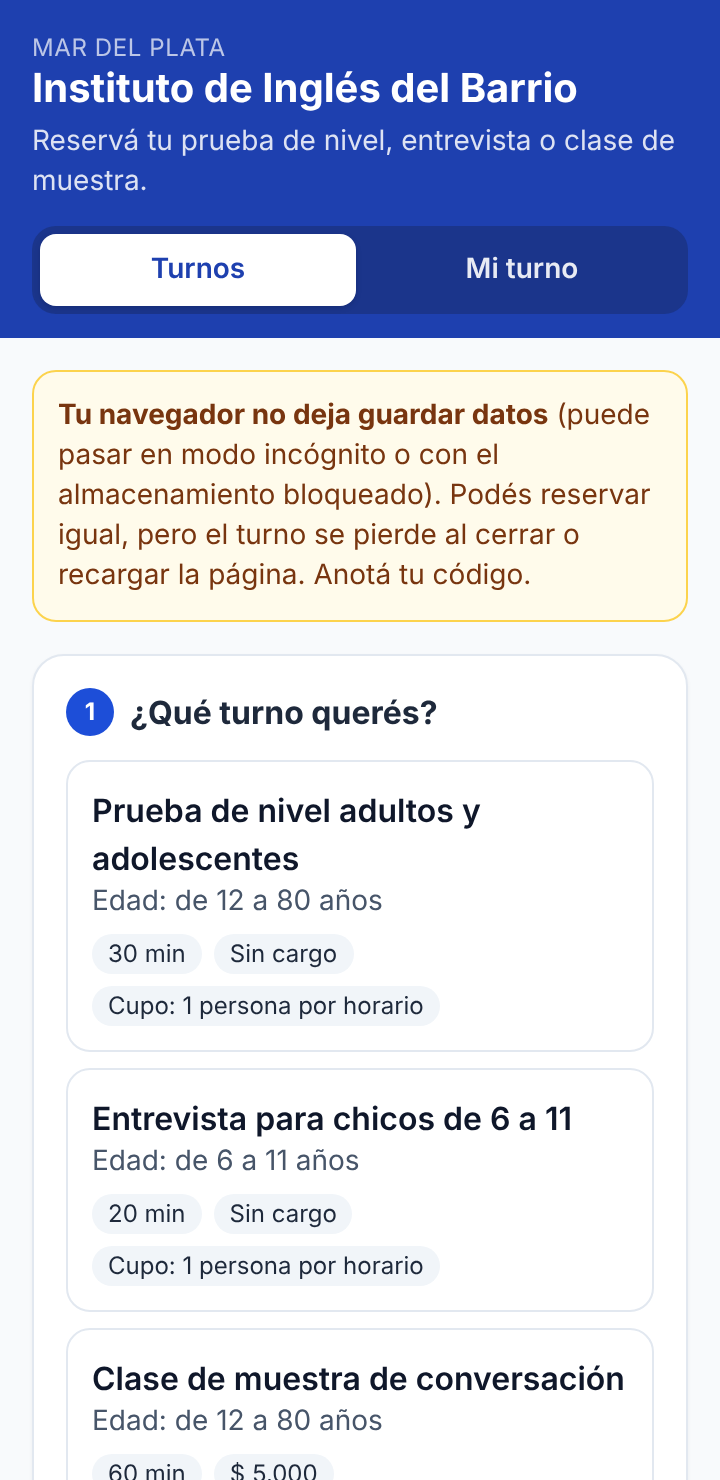 MAR DEL PLATA
Instituto de Inglés del Barrio
Reservá tu prueba de nivel, entrevista o clase de
muestra.
Turnos
Mi turno
Tu navegador no deja guardar datos (puede
pasar en modo incógnito o con el
almacenamiento bloqueado). Podés reservar
igual, pero el turno se pierde al cerrar o
recargar la página. Anotá tu código.
1 ¿Qué turno querés?
Prueba de nivel adultos y
adolescentes
Edad: de 12 a 80 años
30 min Sin cargo
Cupo: 1 persona por horario
Entrevista para chicos de 6 a 11
Edad: de 6 a 11 años
20 min Sin cargo
Cupo: 1 persona por horario
Clase de muestra de conversación
Edad: de 12 a 80 años
60 min $ 5.000